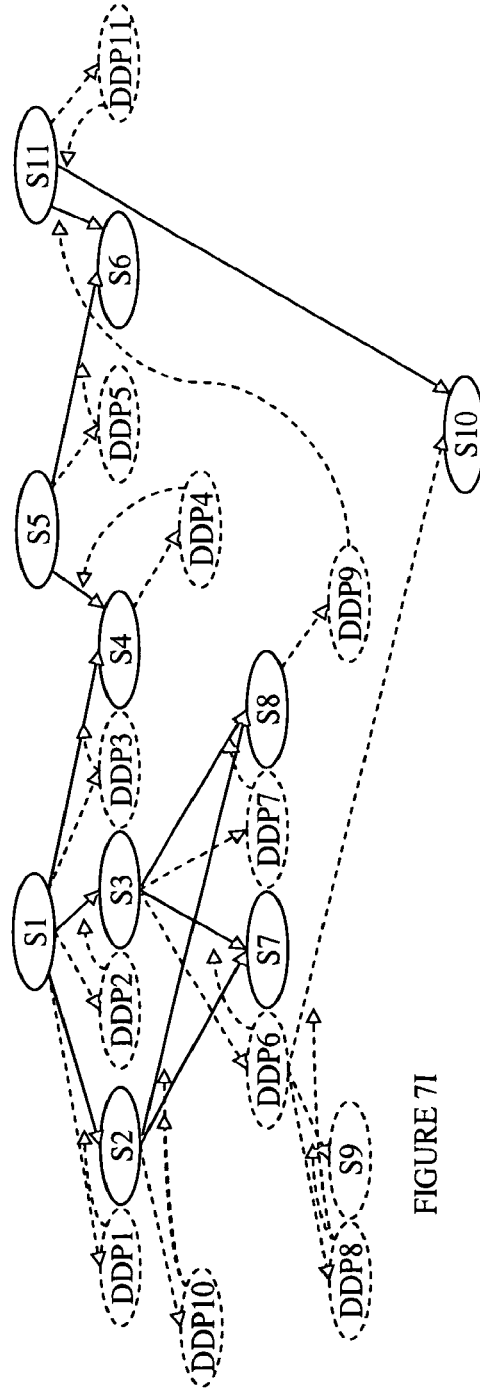 S1
S5
S11
DDP1
S2
DDP2
S3
DDP3
S4
DDP5
S6
DDP11
DDP10
DDP4
DDP6
S7
DDP7
S8
DDP8
S9
DDP9
S10
FIGURE 7I